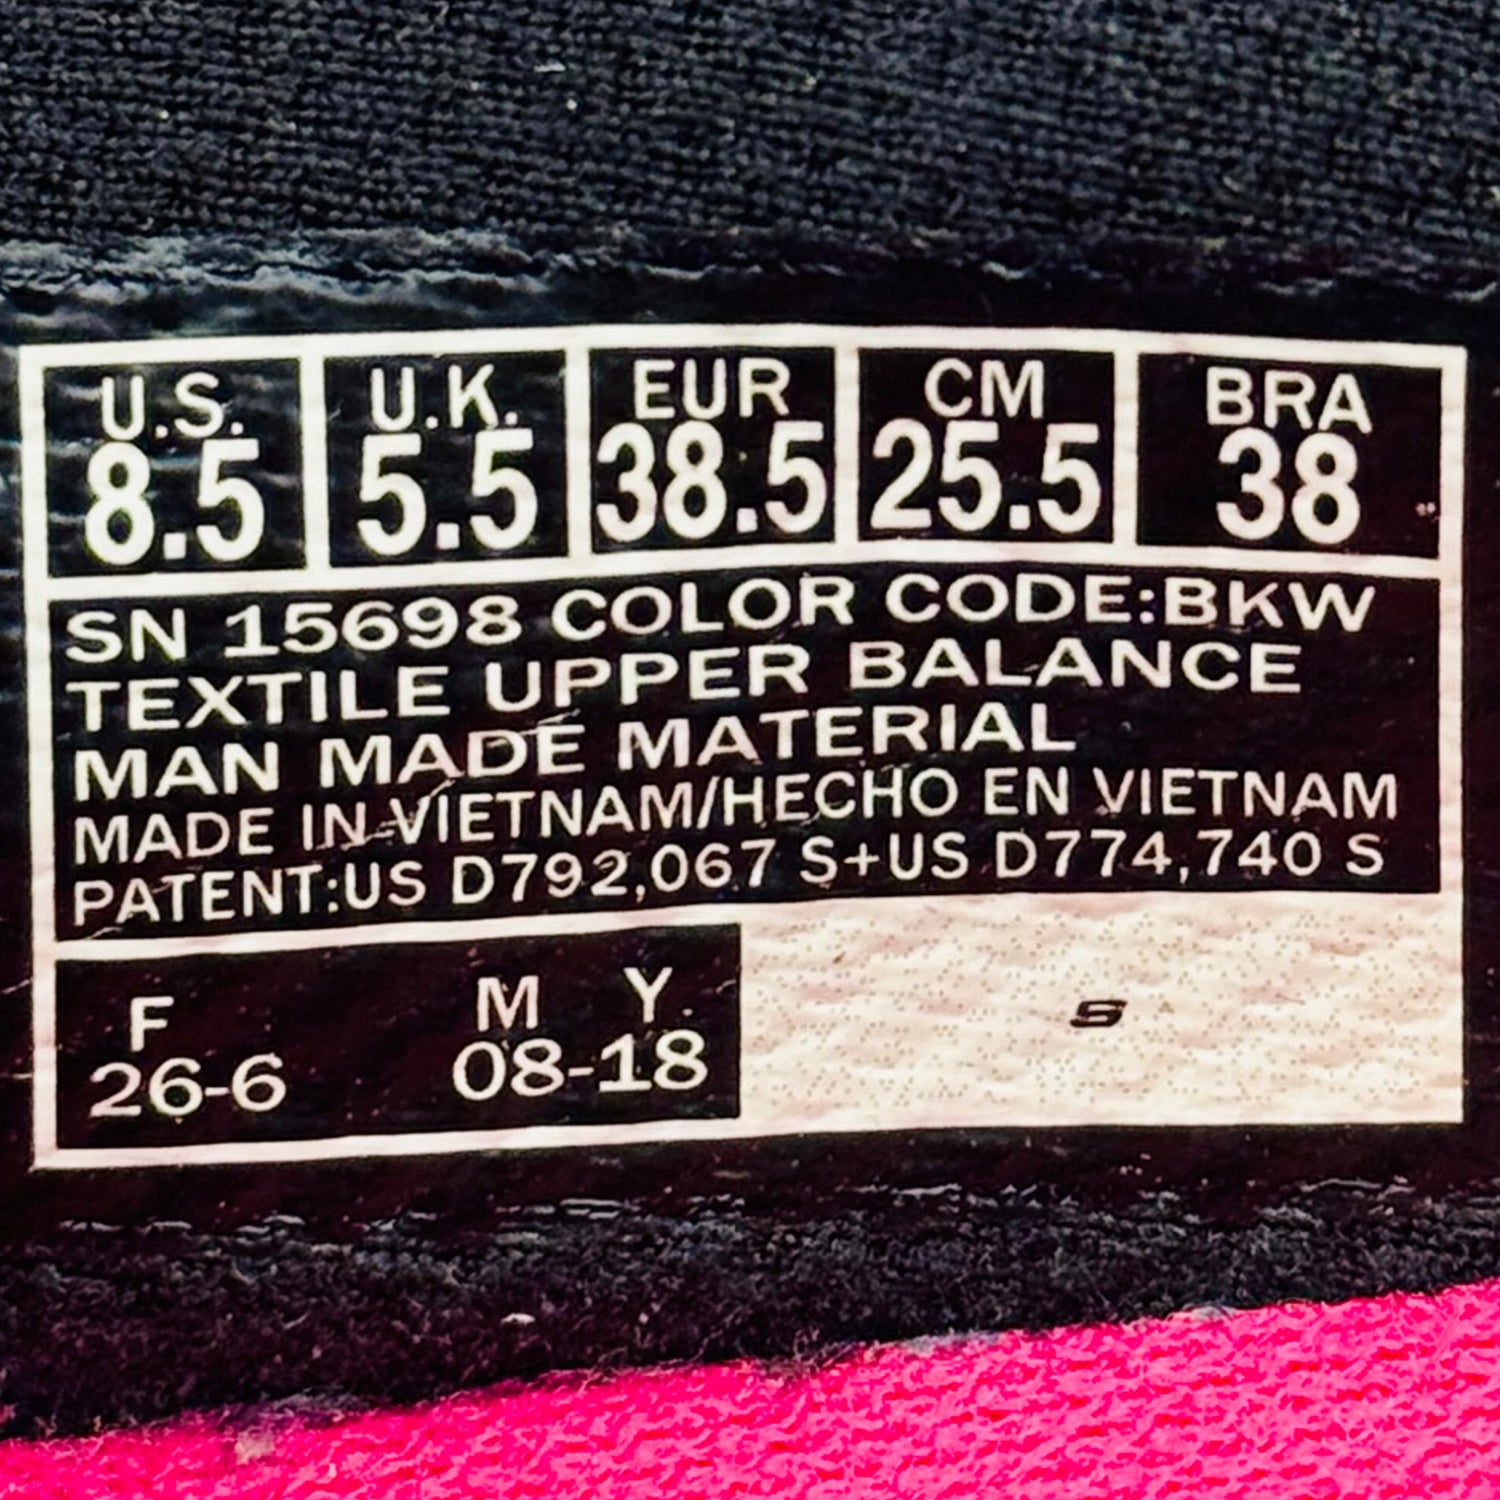 U.S. U.K. EUR CM BRA
8.5 5.5 38.5 25.5 38
SN 15698 COLOR CODE:BKW
TEXTILE UPPER BALANCE
MAN MADE MATERIAL
MADE IN VIETNAM/HECHO EN VIETNAM
PATENT:US D792,067 S+US D774,740 S
F M Y
26-6 08-18
S